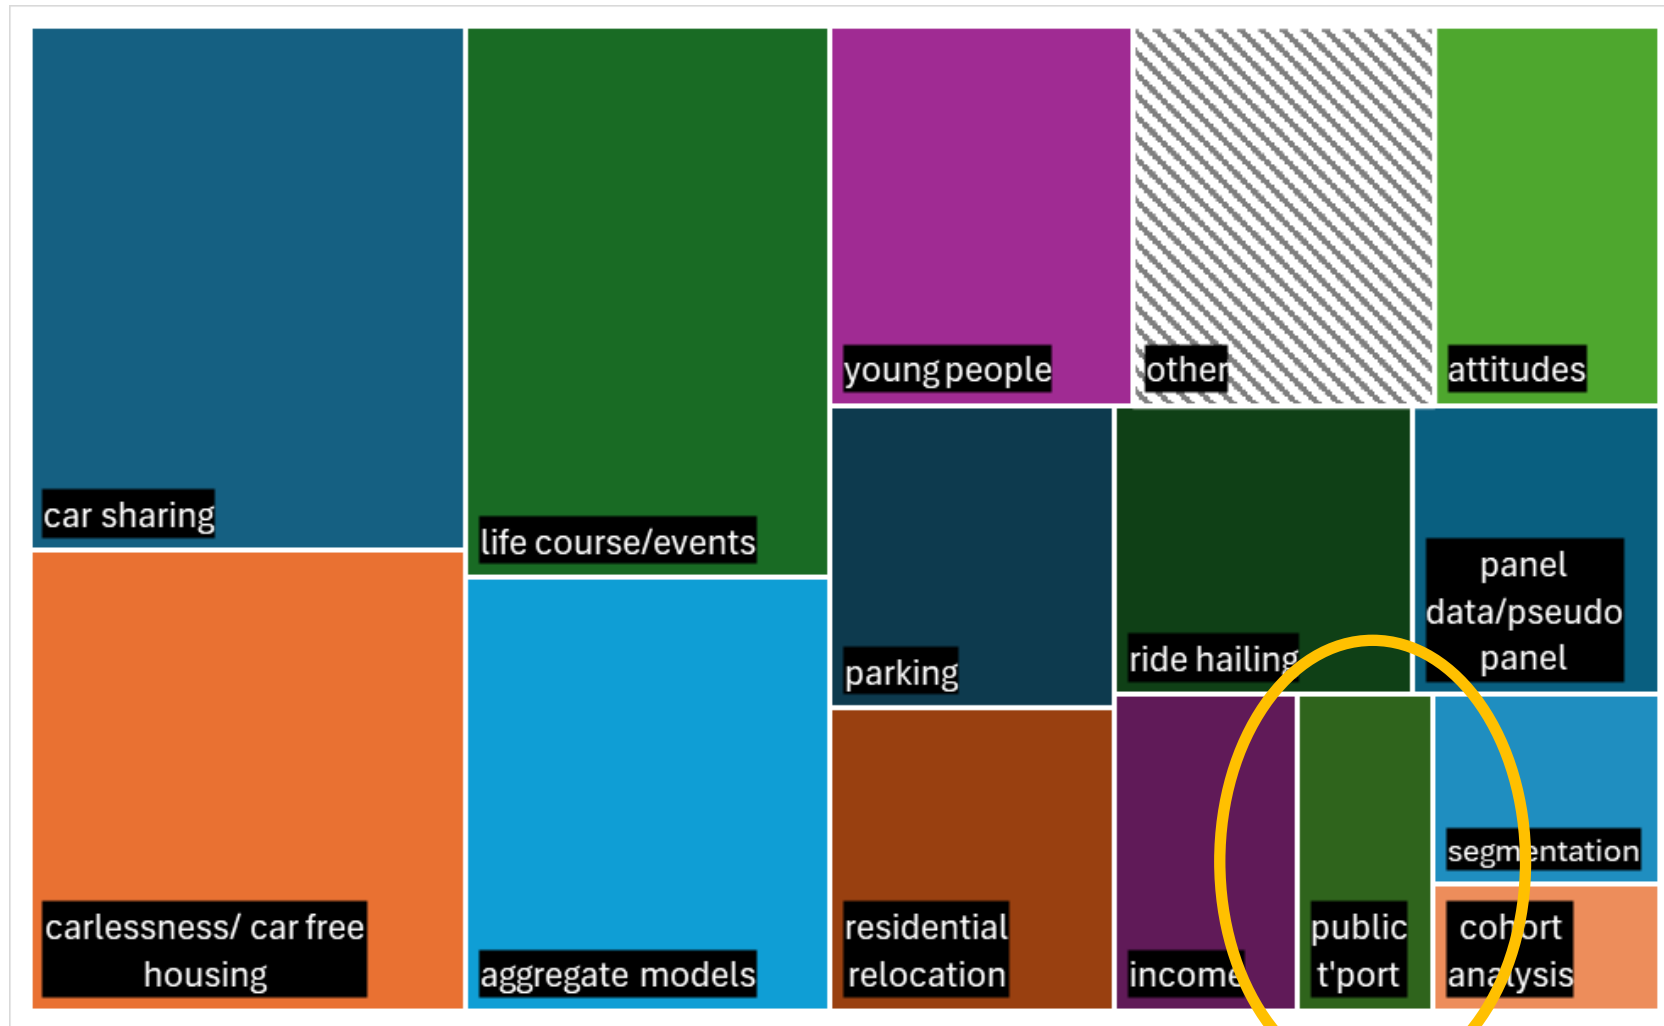 car sharing
carlessness/ car free
housing
life course/events
aggregate models
young people
other
attitudes
parking
ride hailing
panel
data/pseudo
panel
residential
relocation
income
public
t'port
segmentation
cohort
analysis